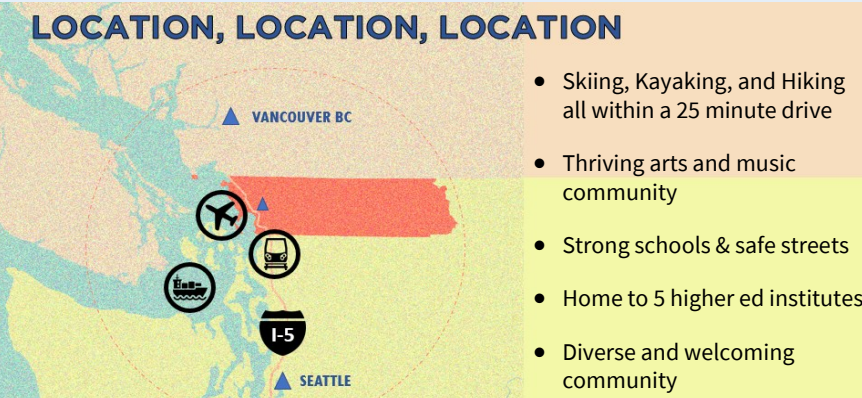 LOCATION, LOCATION, LOCATION
VANCOUVER BC
I-5
SEATTLE
• Skiing, Kayaking, and Hiking
all within a 25 minute drive
• Thriving arts and music
community
• Strong schools & safe streets
• Home to 5 higher ed institutes
• Diverse and welcoming
community